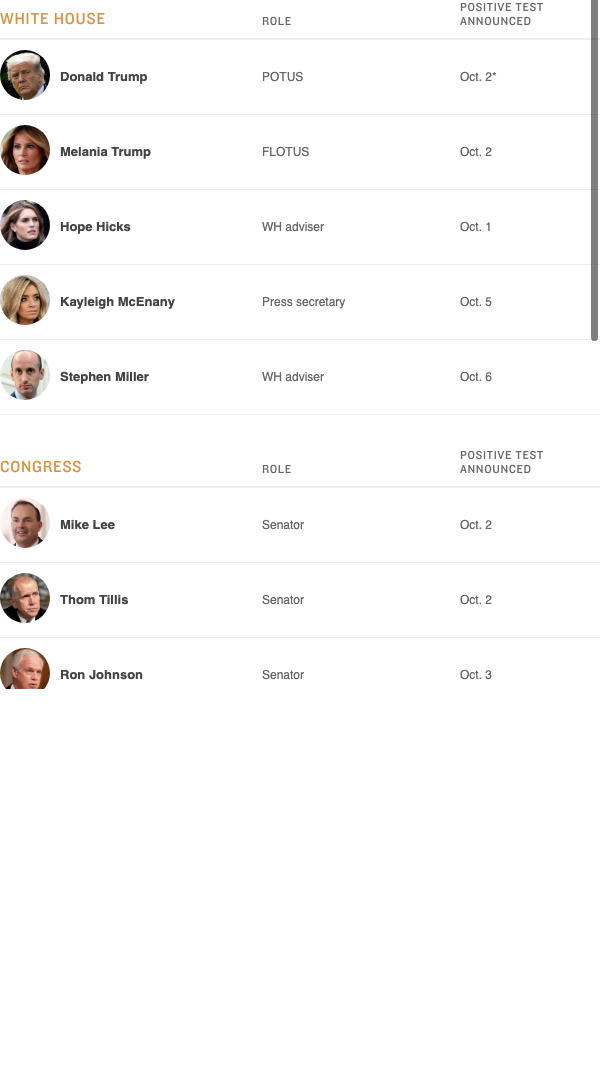 POSITIVE TEST
WHITE HOUSE ROLE ANNOUNCED
Donald Trump POTUS Oct. 2*
Melania Trump FLOTUS Oct. 2
Hope Hicks WH adviser Oct. 1
Kayleigh McEnany Press secretary Oct. 5
Stephen Miller WH adviser Oct. 6
POSITIVE TEST
CONGRESS ROLE ANNOUNCED
Mike Lee Senator Oct. 2
Thom Tillis Senator Oct. 2
Ron Johnson Senator Oct. 3